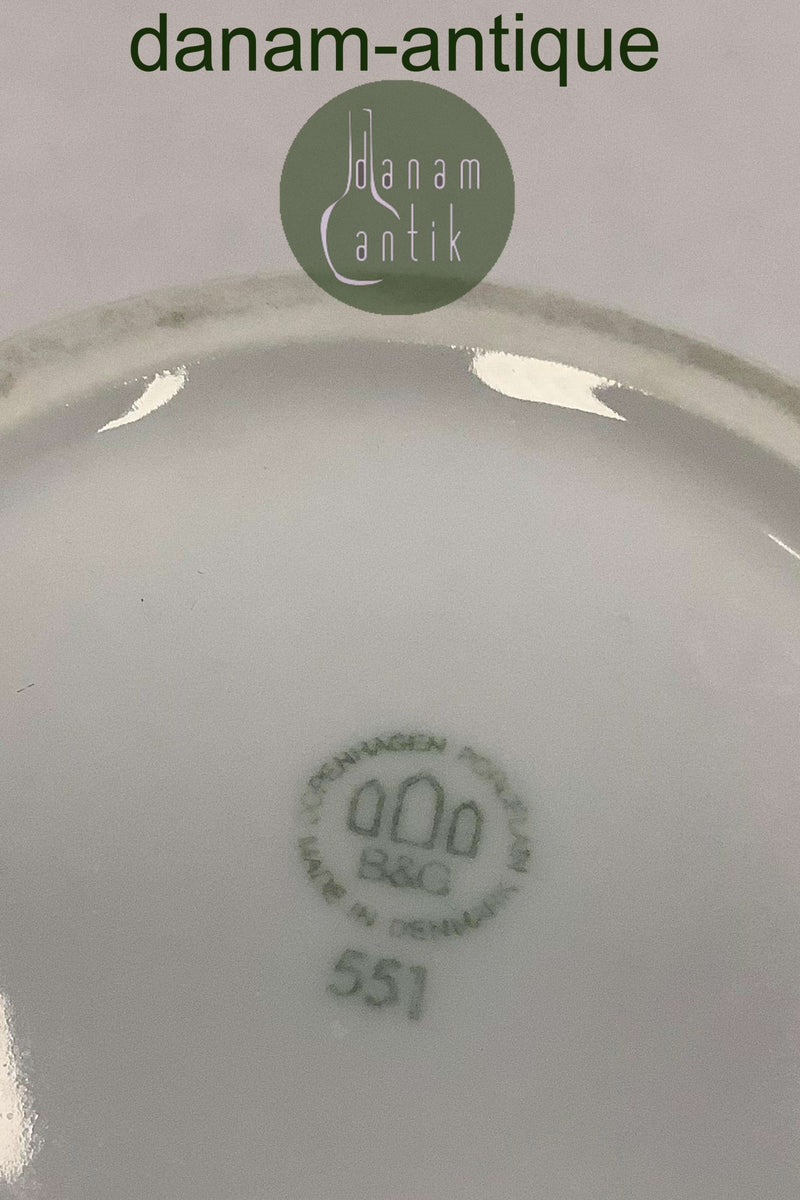 danam-antique
danam
antik
COPENHAGEN PORCELAIN
B&G
MADE IN DENMARK
551